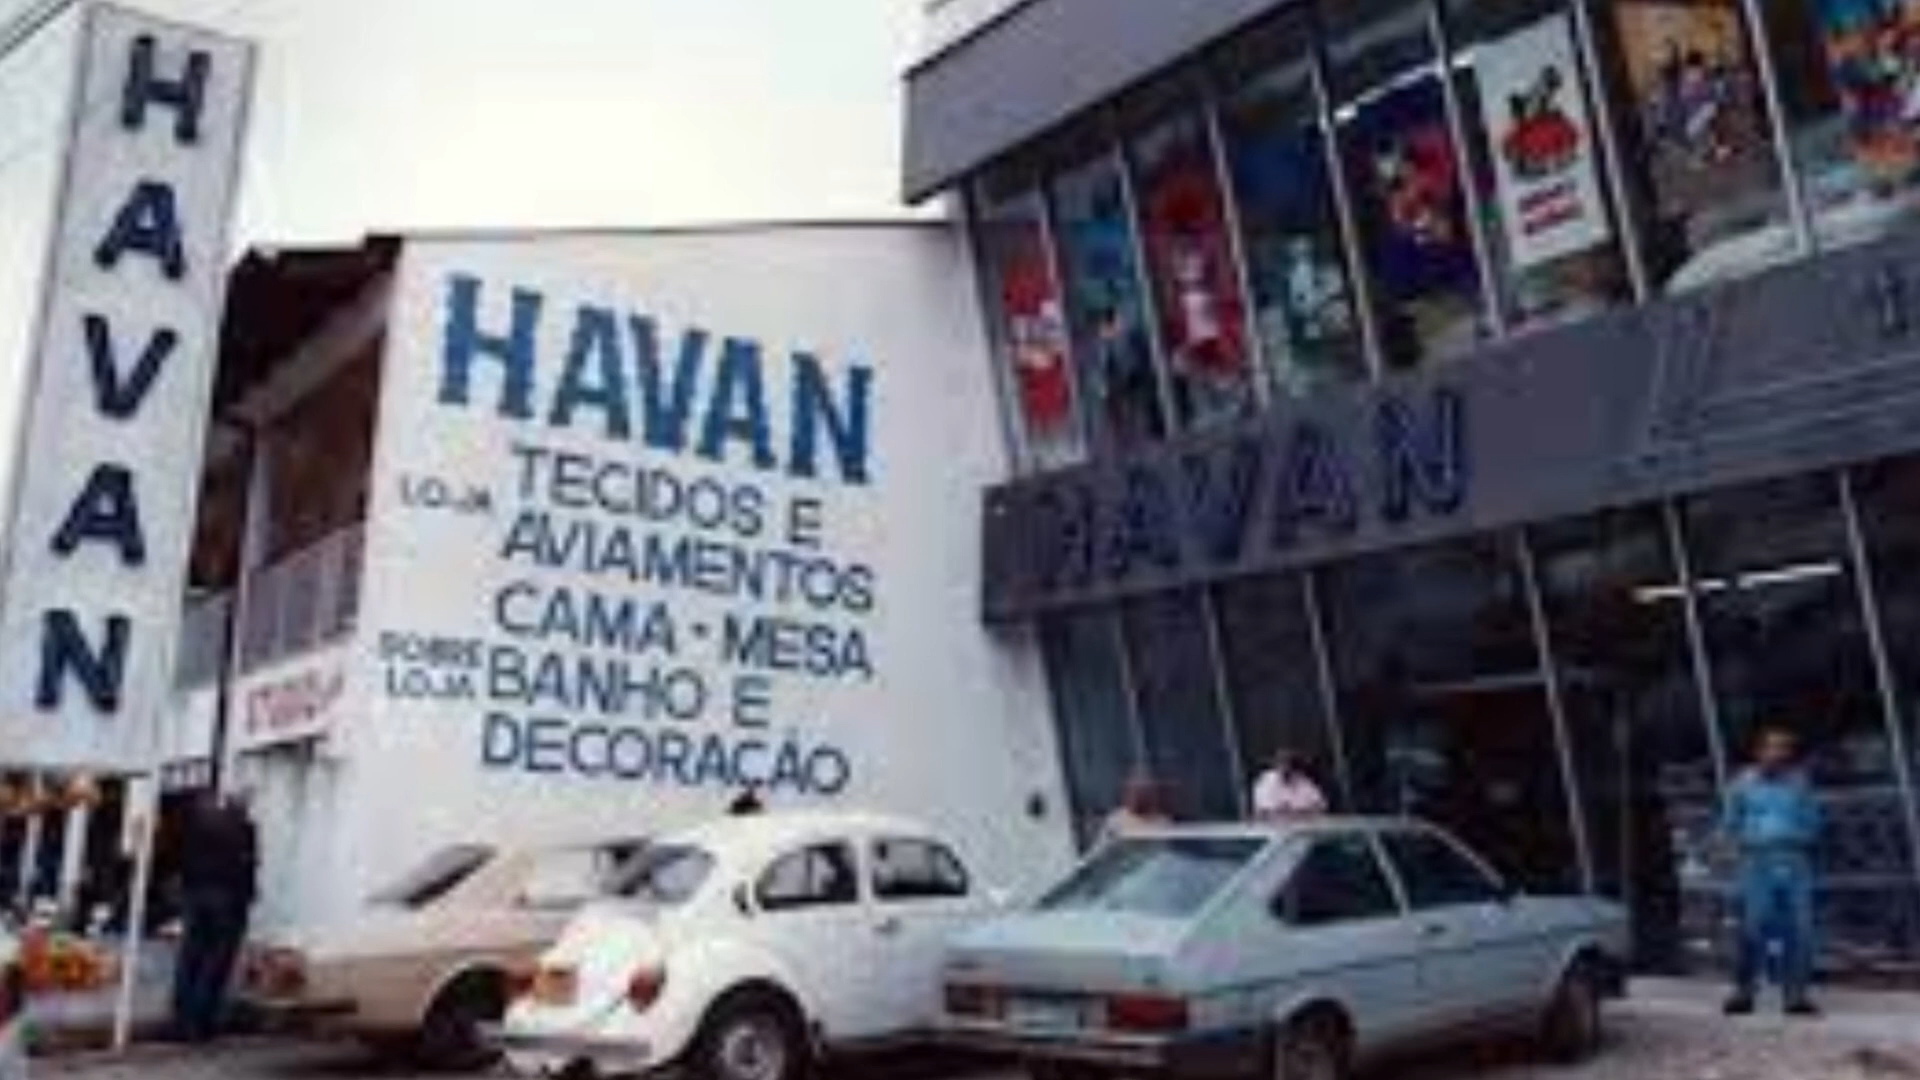 HAVAN
HAVAN
LOJA TECIDOS E
AVIAMENTOS
CAMA · MESA
SOBRE LOJA BANHO E
DECORAÇÃO
HAVAN